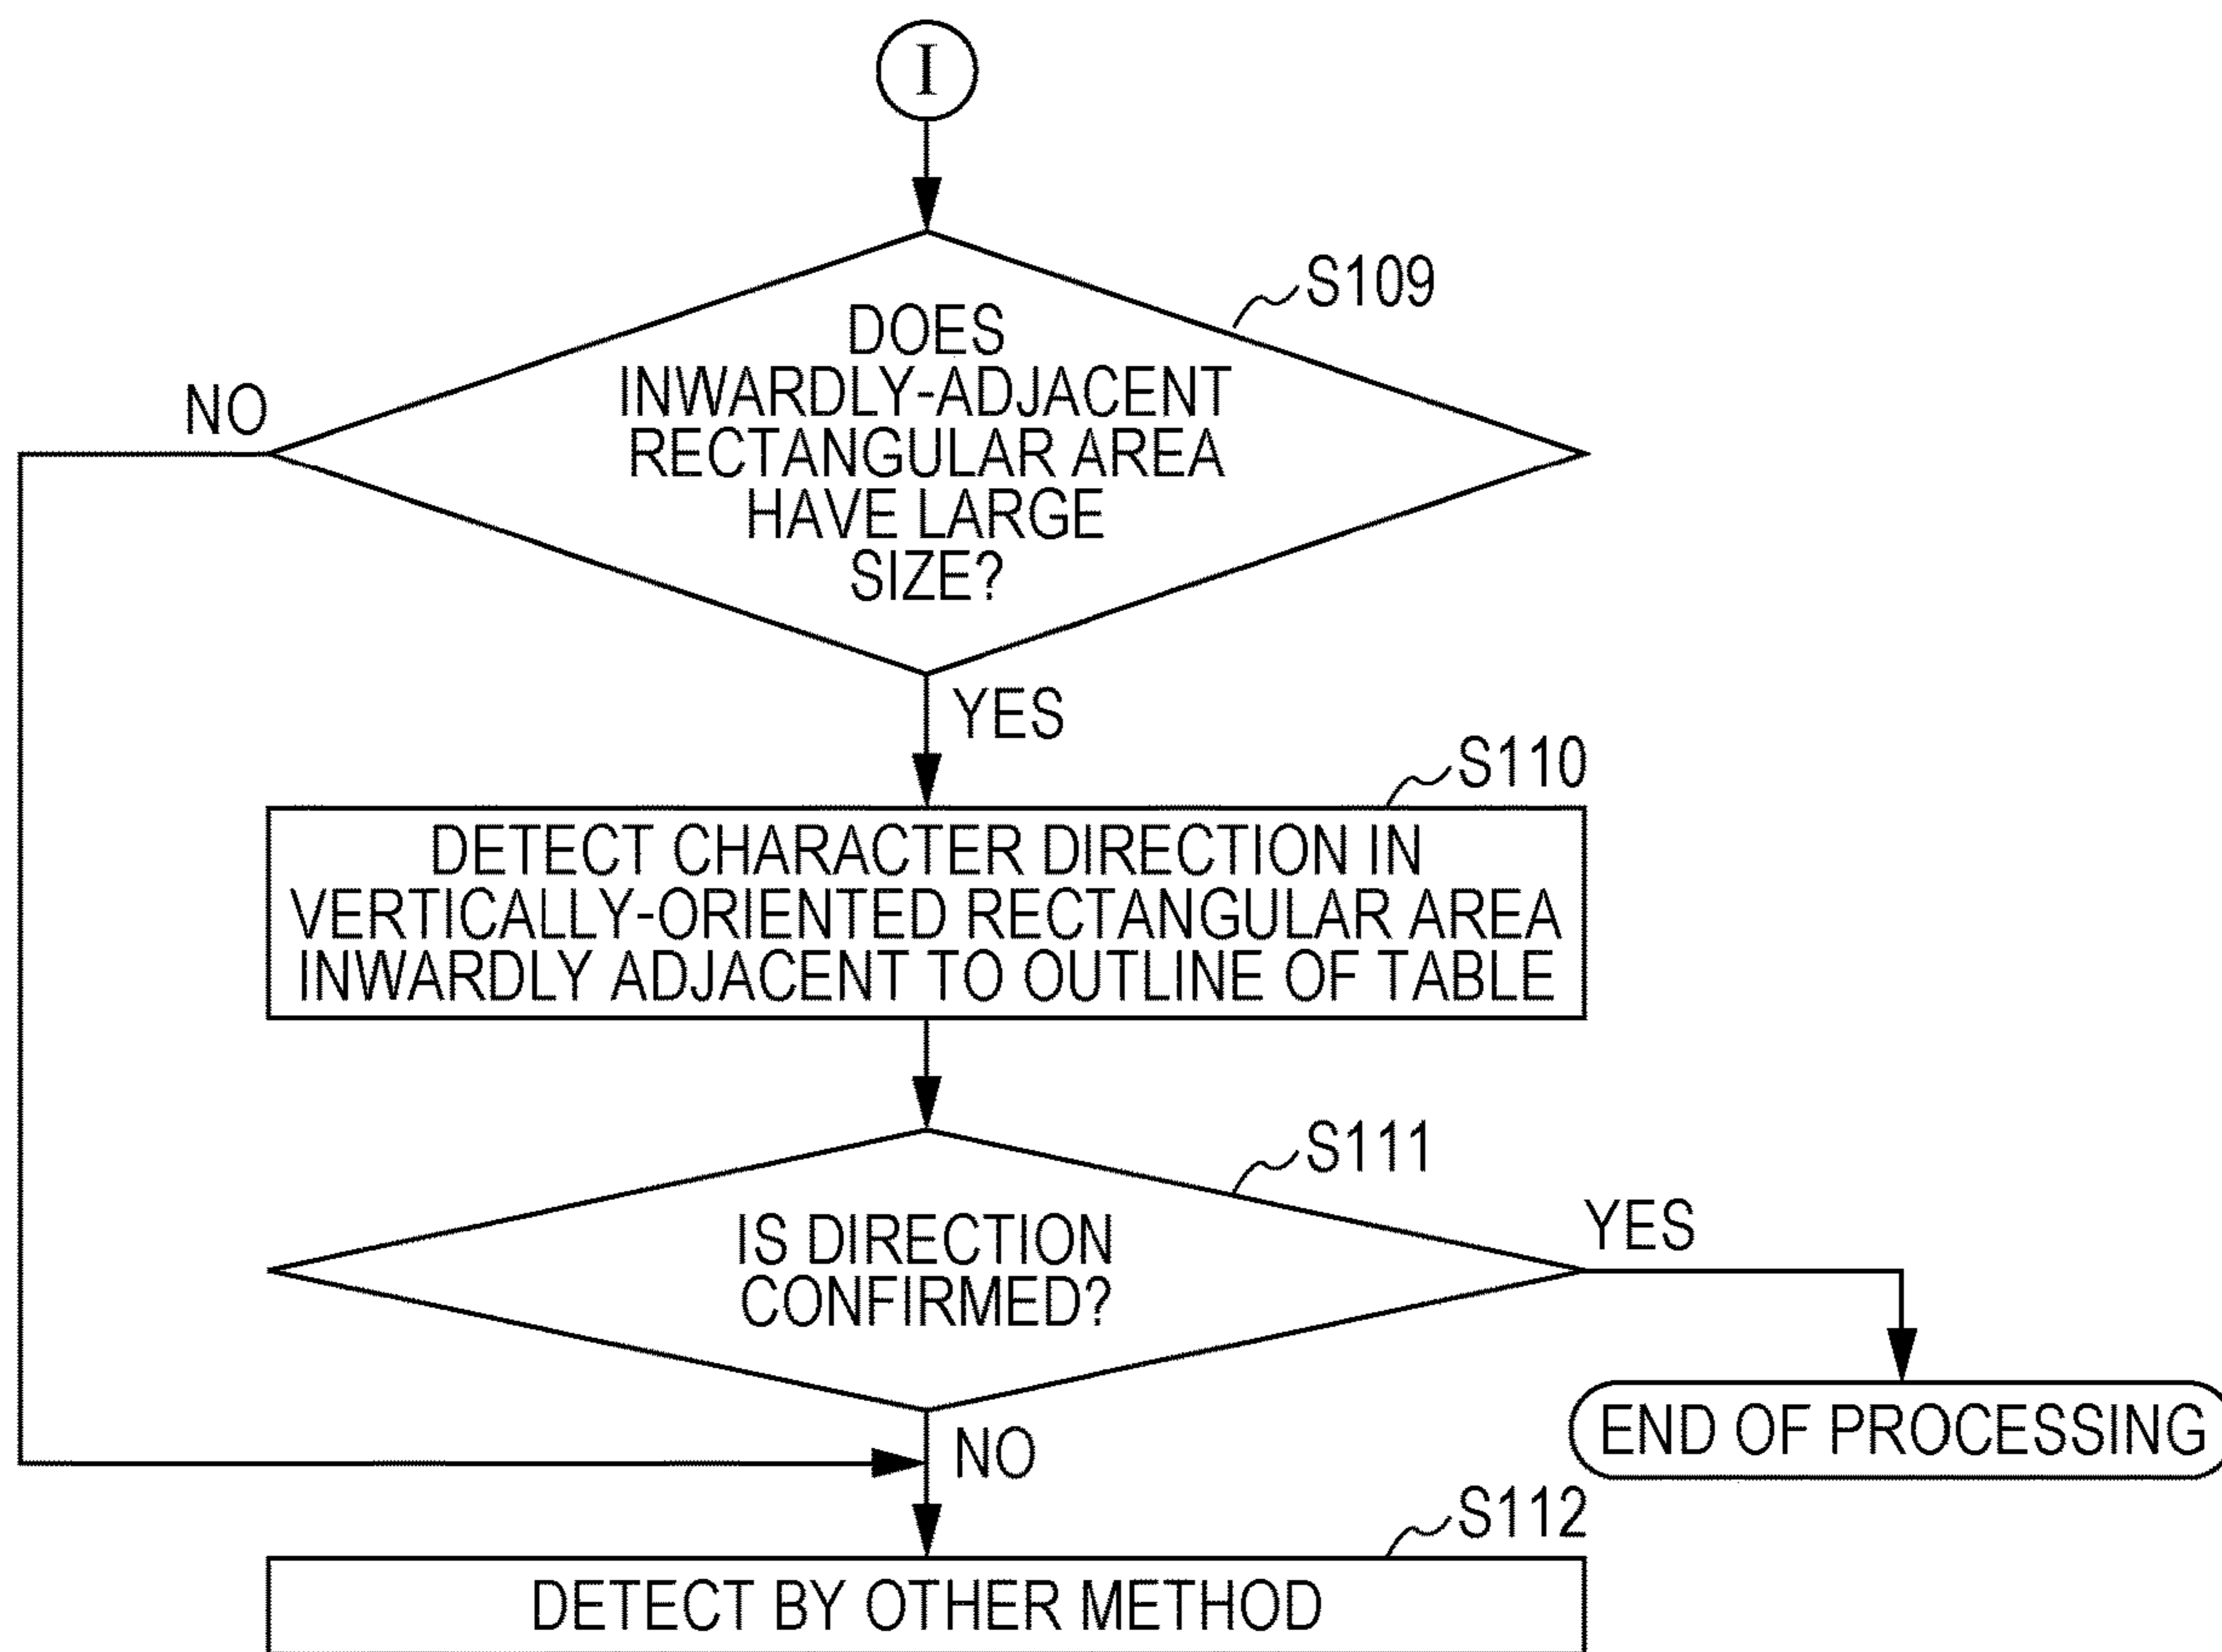 I
S109
DOES
INWARDLY-ADJACENT
RECTANGULAR AREA
HAVE LARGE
SIZE?
NO
YES
S110
DETECT CHARACTER DIRECTION IN
VERTICALLY-ORIENTED RECTANGULAR AREA
INWARDLY ADJACENT TO OUTLINE OF TABLE
S111
IS DIRECTION
CONFIRMED?
YES
END OF PROCESSING
NO
S112
DETECT BY OTHER METHOD